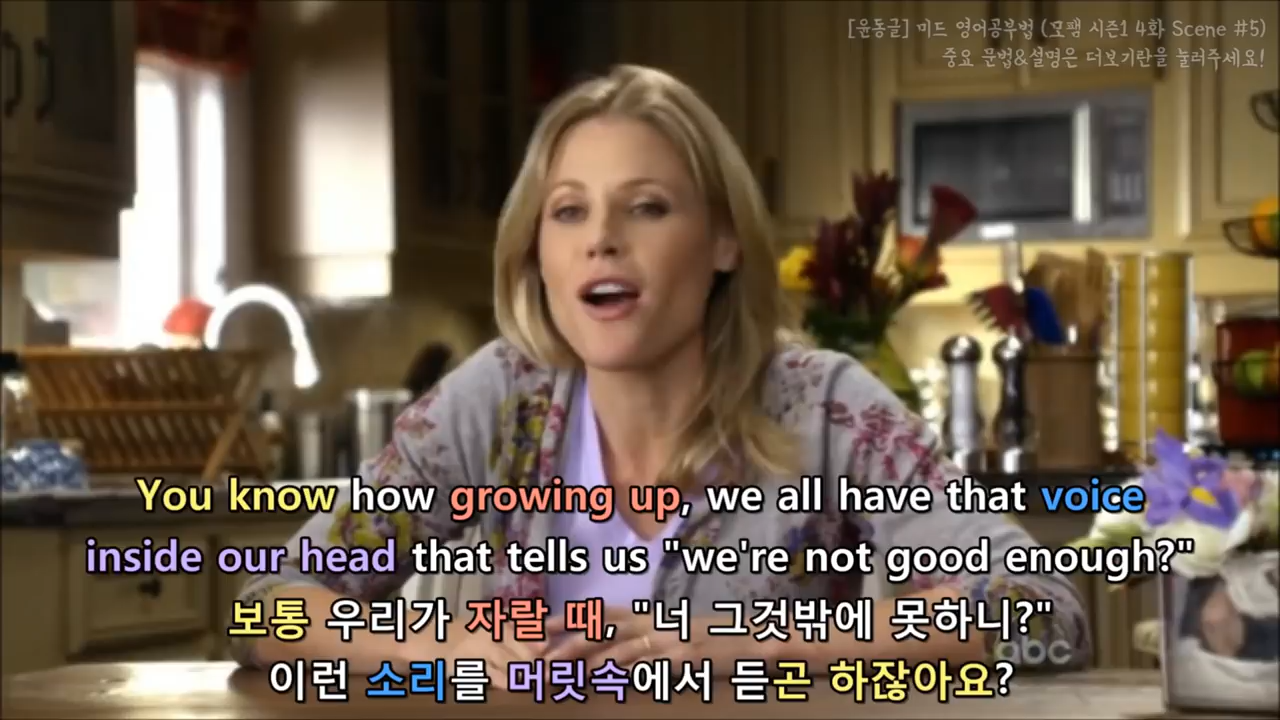 [윤동글] 미드 영어공부법 (모팸 시즌1 4화 Scene #5)
중요 문법&설명은 더보기란을 눌러주세요!
You know how growing up, we all have that voice
inside our head that tells us "we're not good enough?"
보통 우리가 자랄 때, "너 그것밖에 못하니?"
abc
이런 소리를 머릿속에서 듣곤 하잖아요?